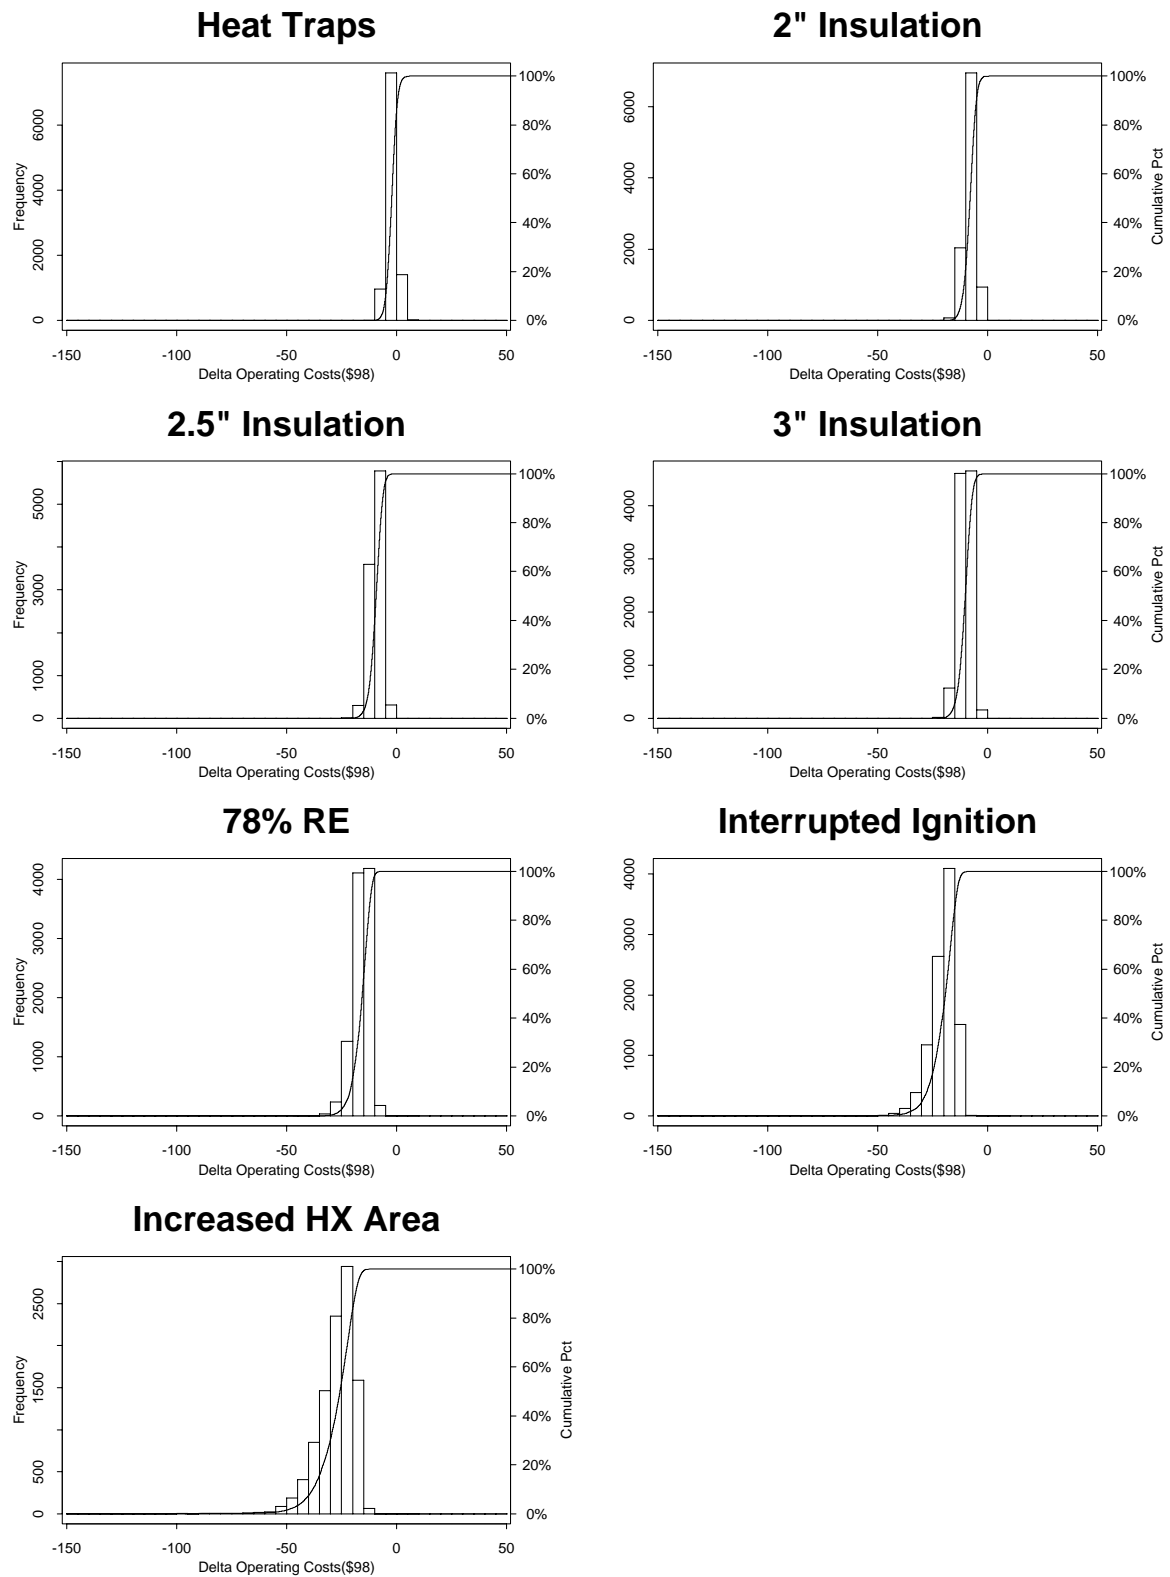 Heat Traps
Frequency
0 2000 4000 6000
0% 20% 40% 60% 80% 100%
-150 -100 -50 0 50
Delta Operating Costs($98)
2" Insulation
0 2000 4000 6000
0% 20% 40% 60% 80% 100%
Cumulative Pct
-150 -100 -50 0 50
Delta Operating Costs($98)
2.5" Insulation
Frequency
0 1000 3000 5000
0% 20% 40% 60% 80% 100%
-150 -100 -50 0 50
Delta Operating Costs($98)
3" Insulation
0 1000 2000 3000 4000
0% 20% 40% 60% 80% 100%
Cumulative Pct
-150 -100 -50 0 50
Delta Operating Costs($98)
78% RE
Frequency
0 1000 2000 3000 4000
0% 20% 40% 60% 80% 100%
-150 -100 -50 0 50
Delta Operating Costs($98)
Interrupted Ignition
0 1000 2000 3000 4000
0% 20% 40% 60% 80% 100%
Cumulative Pct
-150 -100 -50 0 50
Delta Operating Costs($98)
Increased HX Area
Frequency
0 500 1500 2500
0% 20% 40% 60% 80% 100%
Cumulative Pct
-150 -100 -50 0 50
Delta Operating Costs($98)